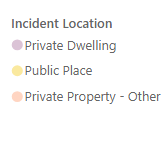 Incident Location
Private Dwelling
Public Place
Private Property - Other